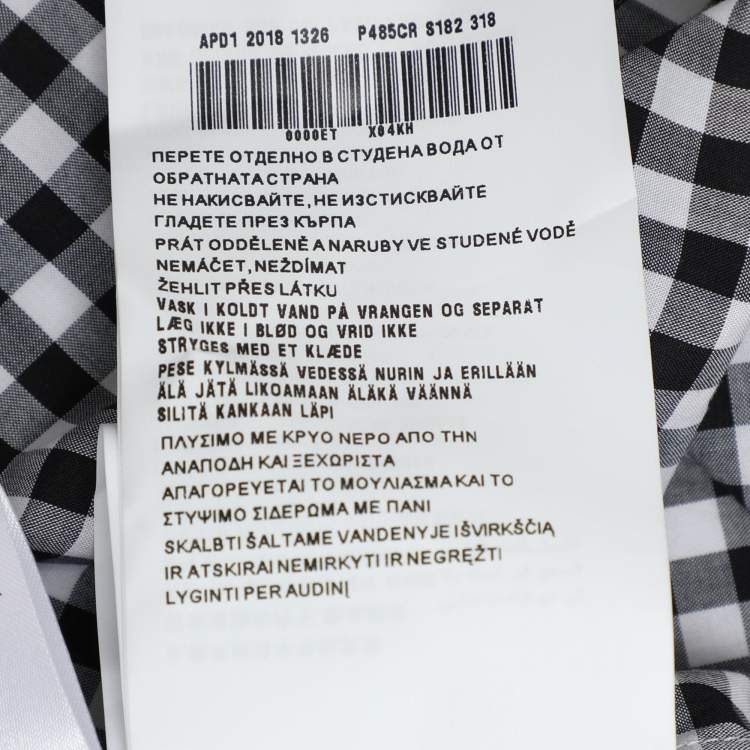 APD1 2018 1326 P485CR S182 318
0000ET X04KH
ПЕРЕТЕ ОТДЕЛНО В СТУДЕНА ВОДА ОТ
ОБРАТНАТА СТРАНА
НЕ НАКИСВАЙТЕ, НЕ ИЗСТИСКВАЙТЕ
ГЛАДЕТЕ ПРЕЗ КЪРПА
PRÁT ODDĚLENĚ A NARUBY VE STUDENÉ VODĚ
NEMÁČET, NEŽDÍMAT
ŽEHLIT PŘES LÁTKU
VASK I KOLDT VAND PÅ VRANGEN OG SEPARAT
LÆG IKKE I BLØD OG VRID IKKE
STRYGES MED ET KLÆDE
PESE KYLMÄSSÄ VEDESSÄ NURIN JA ERILLÄÄN
ÄLÄ JÄTÄ LIKOAMAAN ÄLÄKÄ VÄÄNNÄ
SILITÄ KANKAAN LÄPI
ΠΛΥΣΙΜΟ ΜΕ ΚΡΥΟ ΝΕΡΟ ΑΠΟ ΤΗΝ
ΑΝΑΠΟΔΗ ΚΑΙ ΞΕΧΩΡΙΣΤΑ
ΑΠΑΓΟΡΕΥΕΤΑΙ ΤΟ ΜΟΥΛΙΑΣΜΑ ΚΑΙ ΤΟ
ΣΤΥΨΙΜΟ ΣΙΔΕΡΩΜΑ ΜΕ ΠΑΝΙ
SKALBTI ŠALTAME VANDENYJE IŠVIRKŠČIĄ
IR ATSKIRAI NEMIRKYTI IR NEGRĘŽTI
LYGINTI PER AUDINĮ